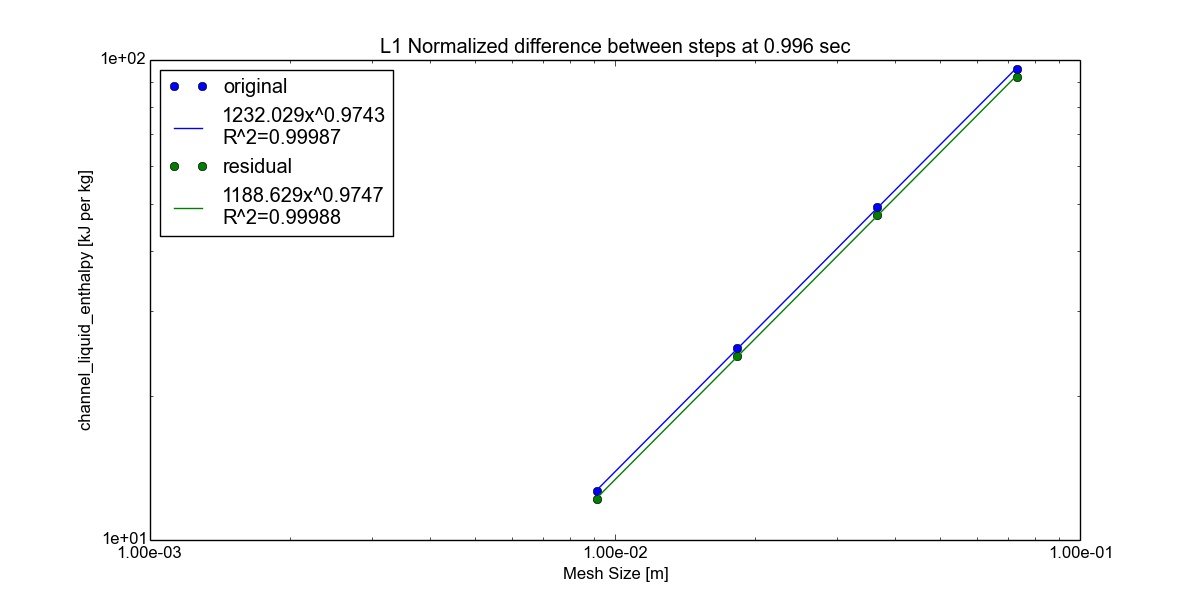 L1 Normalized difference between steps at 0.996 sec
1e+02
original
1232.029x^0.9743
R^2=0.99987
residual
1188.629x^0.9747
R^2=0.99988
channel_liquid_enthalpy [kJ per kg]
1e+01
1.00e-03
1.00e-02
1.00e-01
Mesh Size [m]